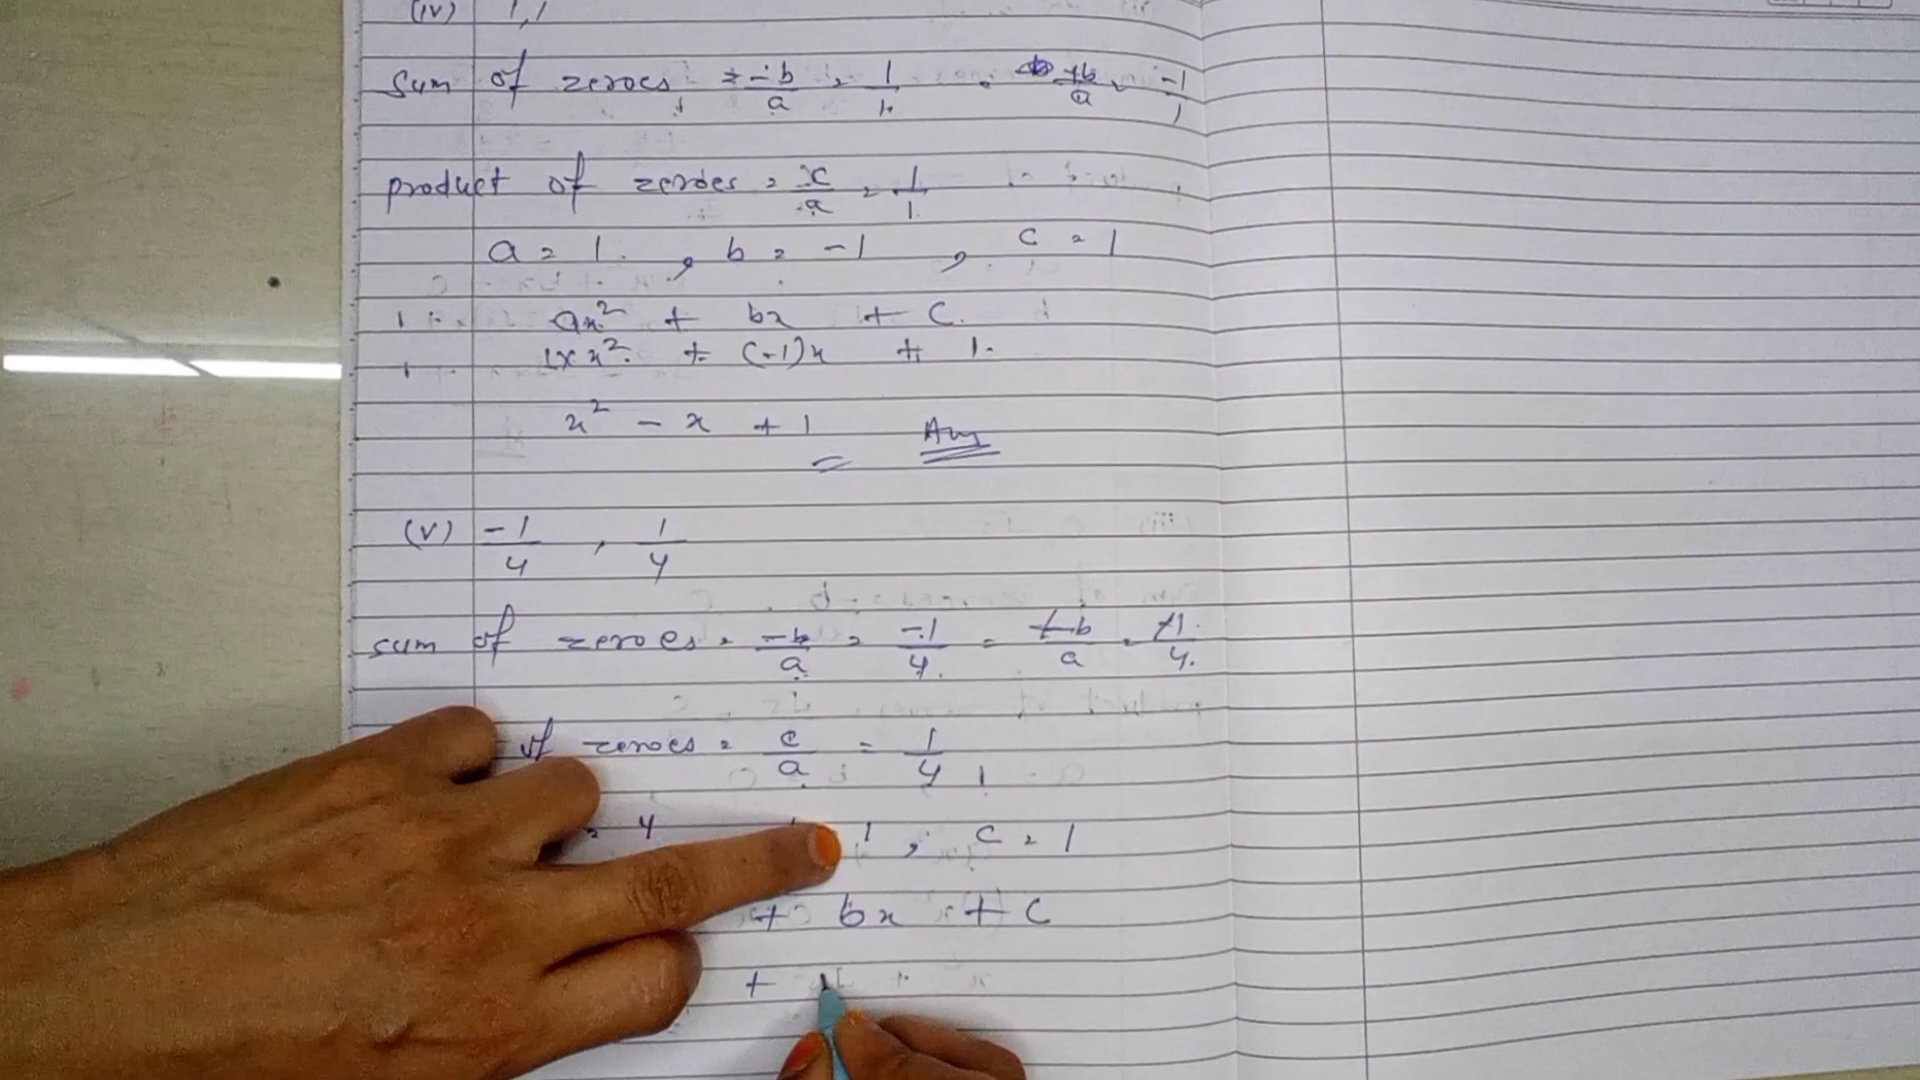 (iv) 1,1
Sum of zeroes = -b/a = 1/1 . +b/a = -1/1
product of zeroes = c/a = 1/1
a = 1 , b = -1 , c = 1
ax² + bx + c.
1x x² + (-1)x + 1.
x² - x + 1 = Ans
(v) -1/4 , 1/4
sum of zeroes = -b/a = -1/4 = -b/a = -1/4.
of zeroes = c/a = 1/4
= 4 1 , c = 1
+ bx + c
+